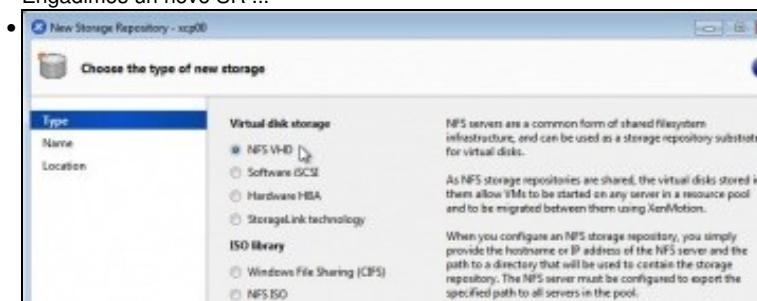 Engadimos un novo SR ...
New Storage Repository - xcp00
Choose the type of new storage
Type
Name
Location
Virtual disk storage
NFS VHD
Software iSCSI
Hardware HBA
StorageLink technology
ISO library
Windows File Sharing (CIFS)
NFS ISO
NFS servers are a common form of shared filesystem
infrastructure, and can be used as a storage repository substrate
for virtual disks.
As NFS storage repositories are shared, the virtual disks stored in
them allow VMs to be started on any server in a resource pool
and to be migrated between them using XenMotion.
When you configure an NFS storage repository, you simply
provide the hostname or IP address of the NFS server and the
path to a directory that will be used to contain the storage
repository. The NFS server must be configured to export the
specified path to all servers in the pool.